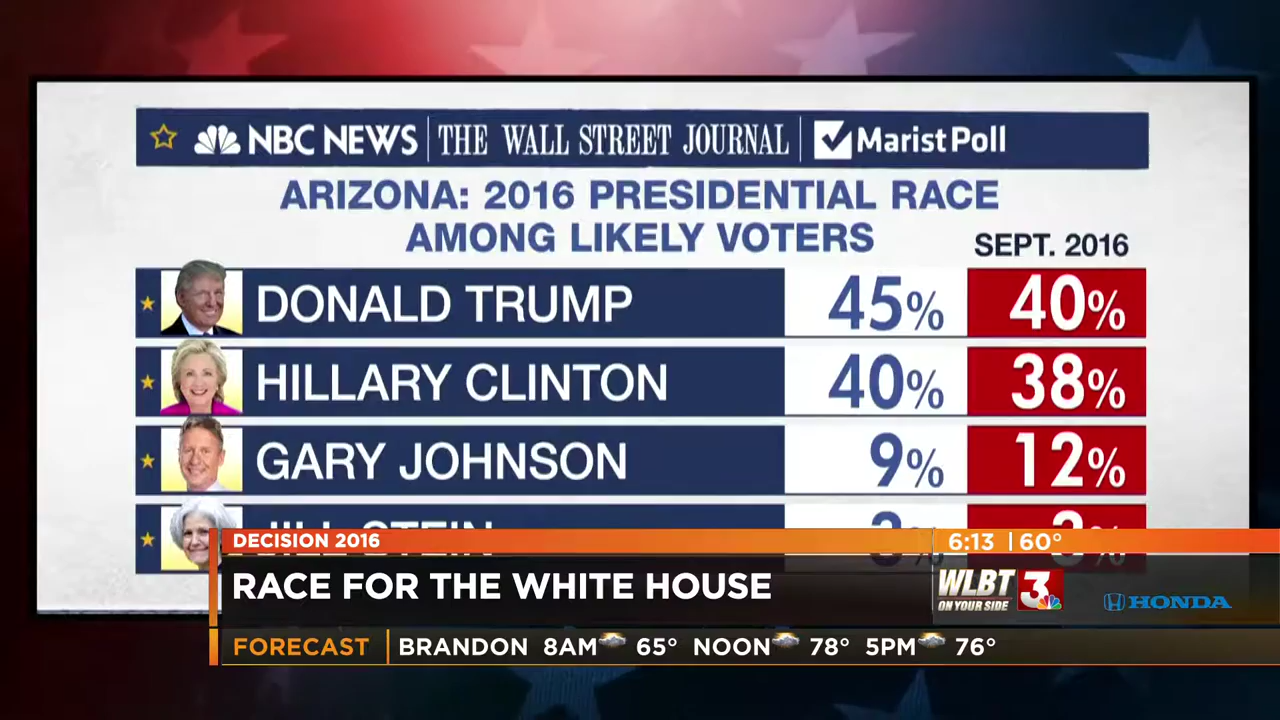 NBC NEWS THE WALL STREET JOURNAL Marist Poll
ARIZONA: 2016 PRESIDENTIAL RACE
AMONG LIKELY VOTERS
SEPT. 2016
DONALD TRUMP 45% 40%
HILLARY CLINTON 40% 38%
GARY JOHNSON 9% 12%
JILL STEIN
DECISION 2016 6:13 60°
RACE FOR THE WHITE HOUSE
WLBT 3
ON YOUR SIDE
HONDA
FORECAST BRANDON 8AM 65° NOON 78° 5PM 76°